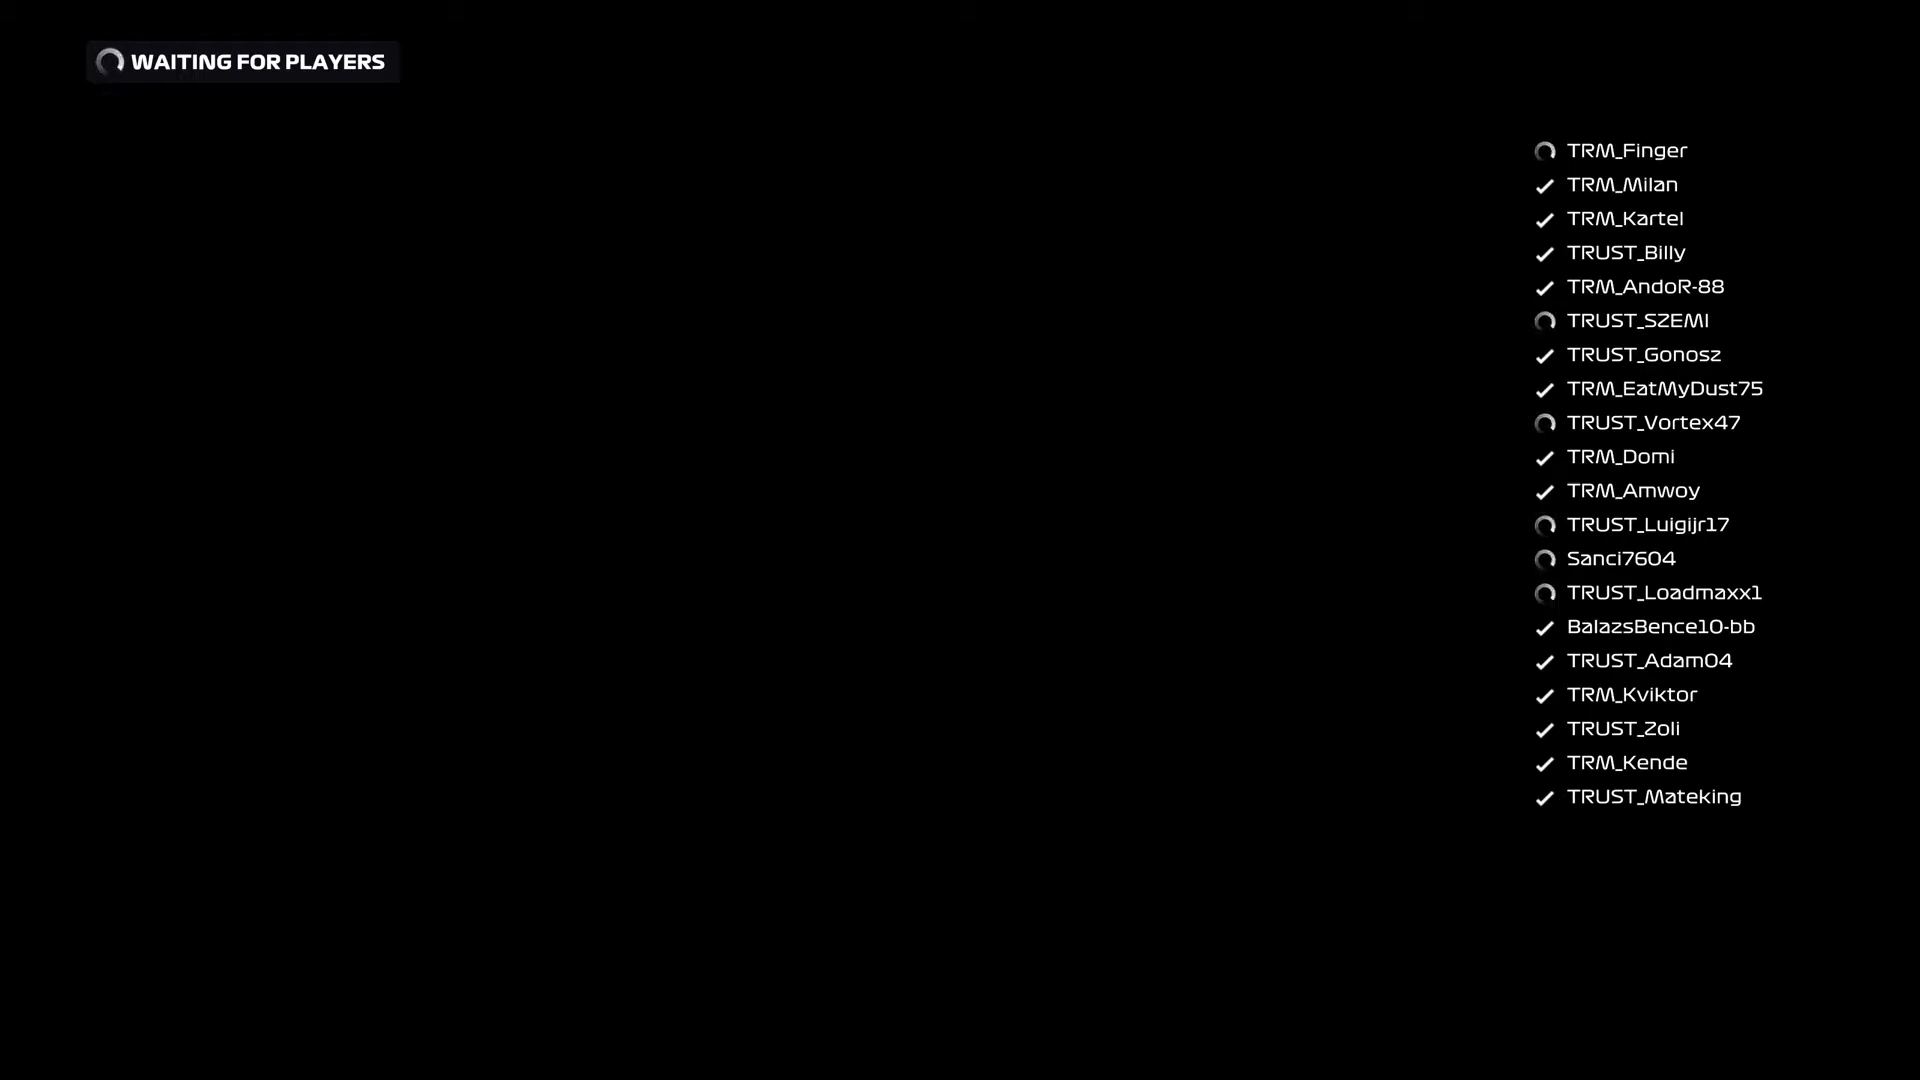 WAITING FOR PLAYERS
TRM_Finger
TRM_Milan
TRM_Kartel
TRUST_Billy
TRM_AndoR-88
TRUST_SZEMI
TRUST_Gonosz
TRM_EatMyDust75
TRUST_Vortex47
TRM_Domi
TRM_Amwoy
TRUST_Luigijr17
Sanci7604
TRUST_Loadmaxx1
BalazsBence10-bb
TRUST_Adam04
TRM_Kviktor
TRUST_Zoli
TRM_Kende
TRUST_Mateking